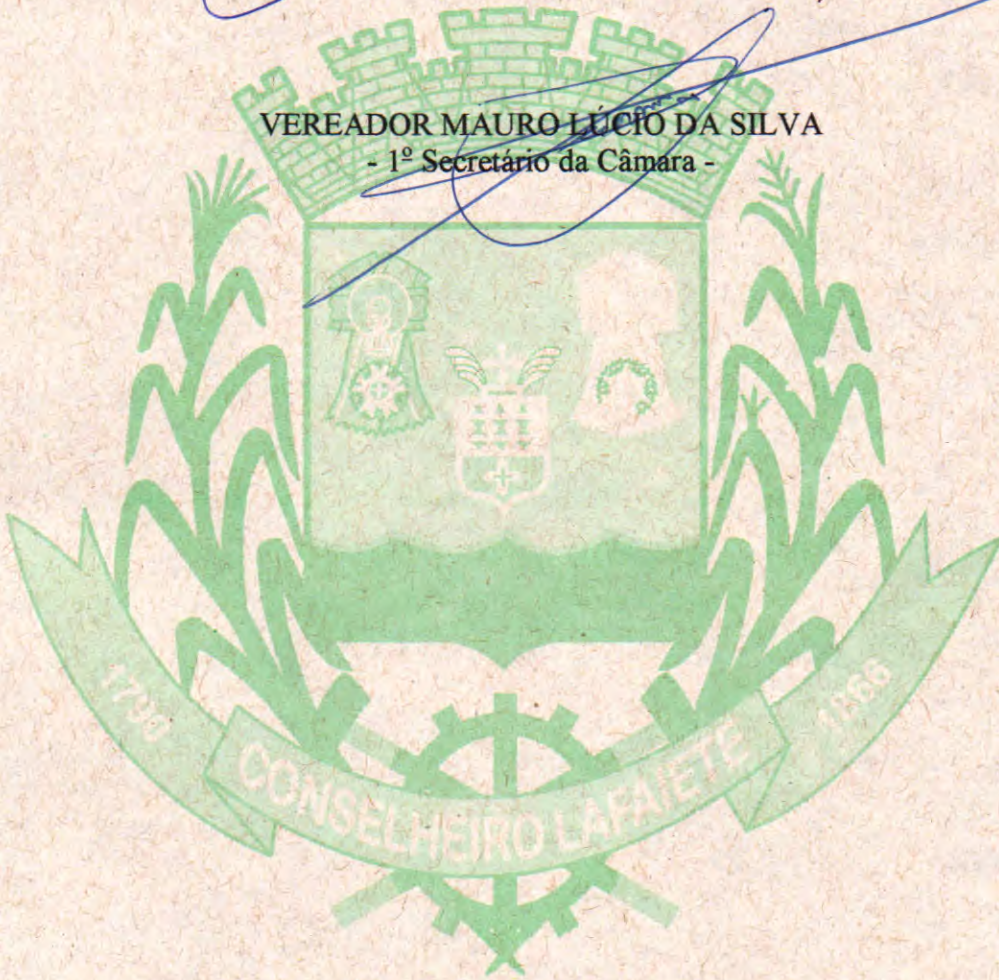 VEREADOR MAURO LÚCIO DA SILVA
- 1º Secretário da Câmara -
1790
CONSELHEIRO LAFAIETE
1866